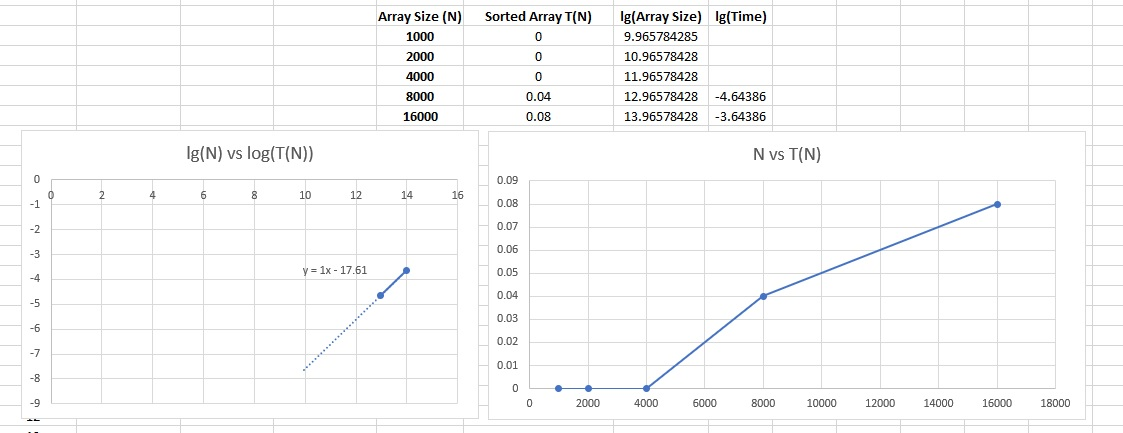 Array Size (N) Sorted Array T(N) lg(Array Size) lg(Time)
1000 0 9.965784285
2000 0 10.96578428
4000 0 11.96578428
8000 0.04 12.96578428 -4.64386
16000 0.08 13.96578428 -3.64386
lg(N) vs log(T(N))
0
-1
-2
-3
-4
-5
-6
-7
-8
-9
0 2 4 6 8 10 12 14 16
y = 1x - 17.61
N vs T(N)
0.09
0.08
0.07
0.06
0.05
0.04
0.03
0.02
0.01
0
0 2000 4000 6000 8000 10000 12000 14000 16000 18000